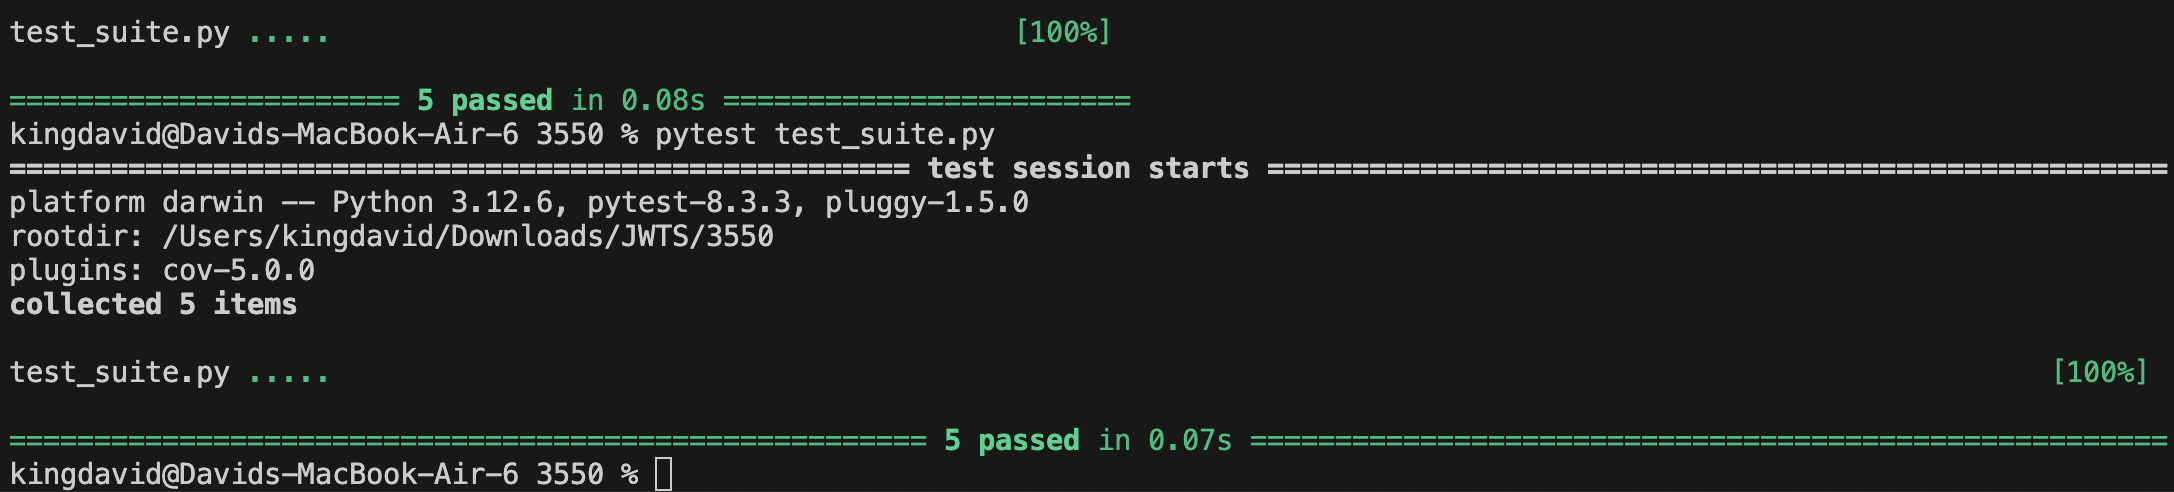 test_suite.py ..... [100%]
======================= 5 passed in 0.08s ========================
kingdavid@Davids-MacBook-Air-6 3550 % pytest test_suite.py
===================================================== test session starts =====================================================
platform darwin -- Python 3.12.6, pytest-8.3.3, pluggy-1.5.0
rootdir: /Users/kingdavid/Downloads/JWTS/3550
plugins: cov-5.0.0
collected 5 items
test_suite.py ..... [100%]
====================================================== 5 passed in 0.07s ======================================================
kingdavid@Davids-MacBook-Air-6 3550 %